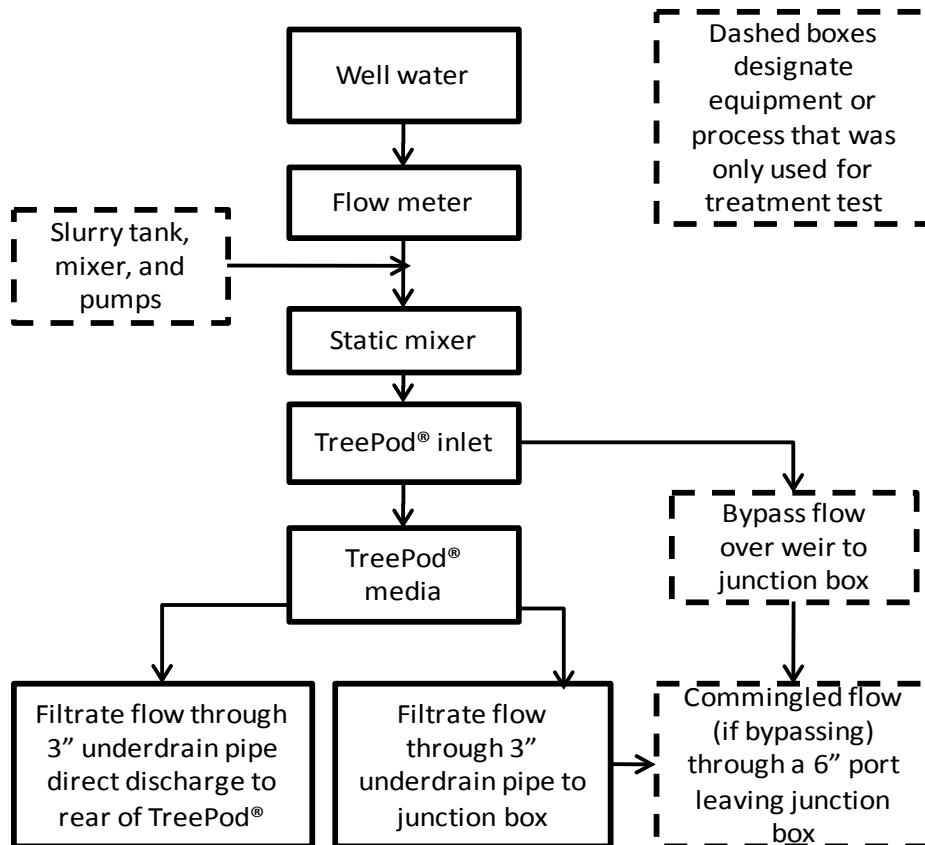 Well water
Dashed boxes
designate
equipment or
process that was
only used for
treatment test
Flow meter
Slurry tank,
mixer, and
pumps
Static mixer
TreePod® inlet
Bypass flow
over weir to
junction box
TreePod®
media
Filtrate flow through
3” underdrain pipe
direct discharge to
rear of TreePod®
Filtrate flow
through 3”
underdrain pipe to
junction box
Commingled flow
(if bypassing)
through a 6” port
leaving junction
box